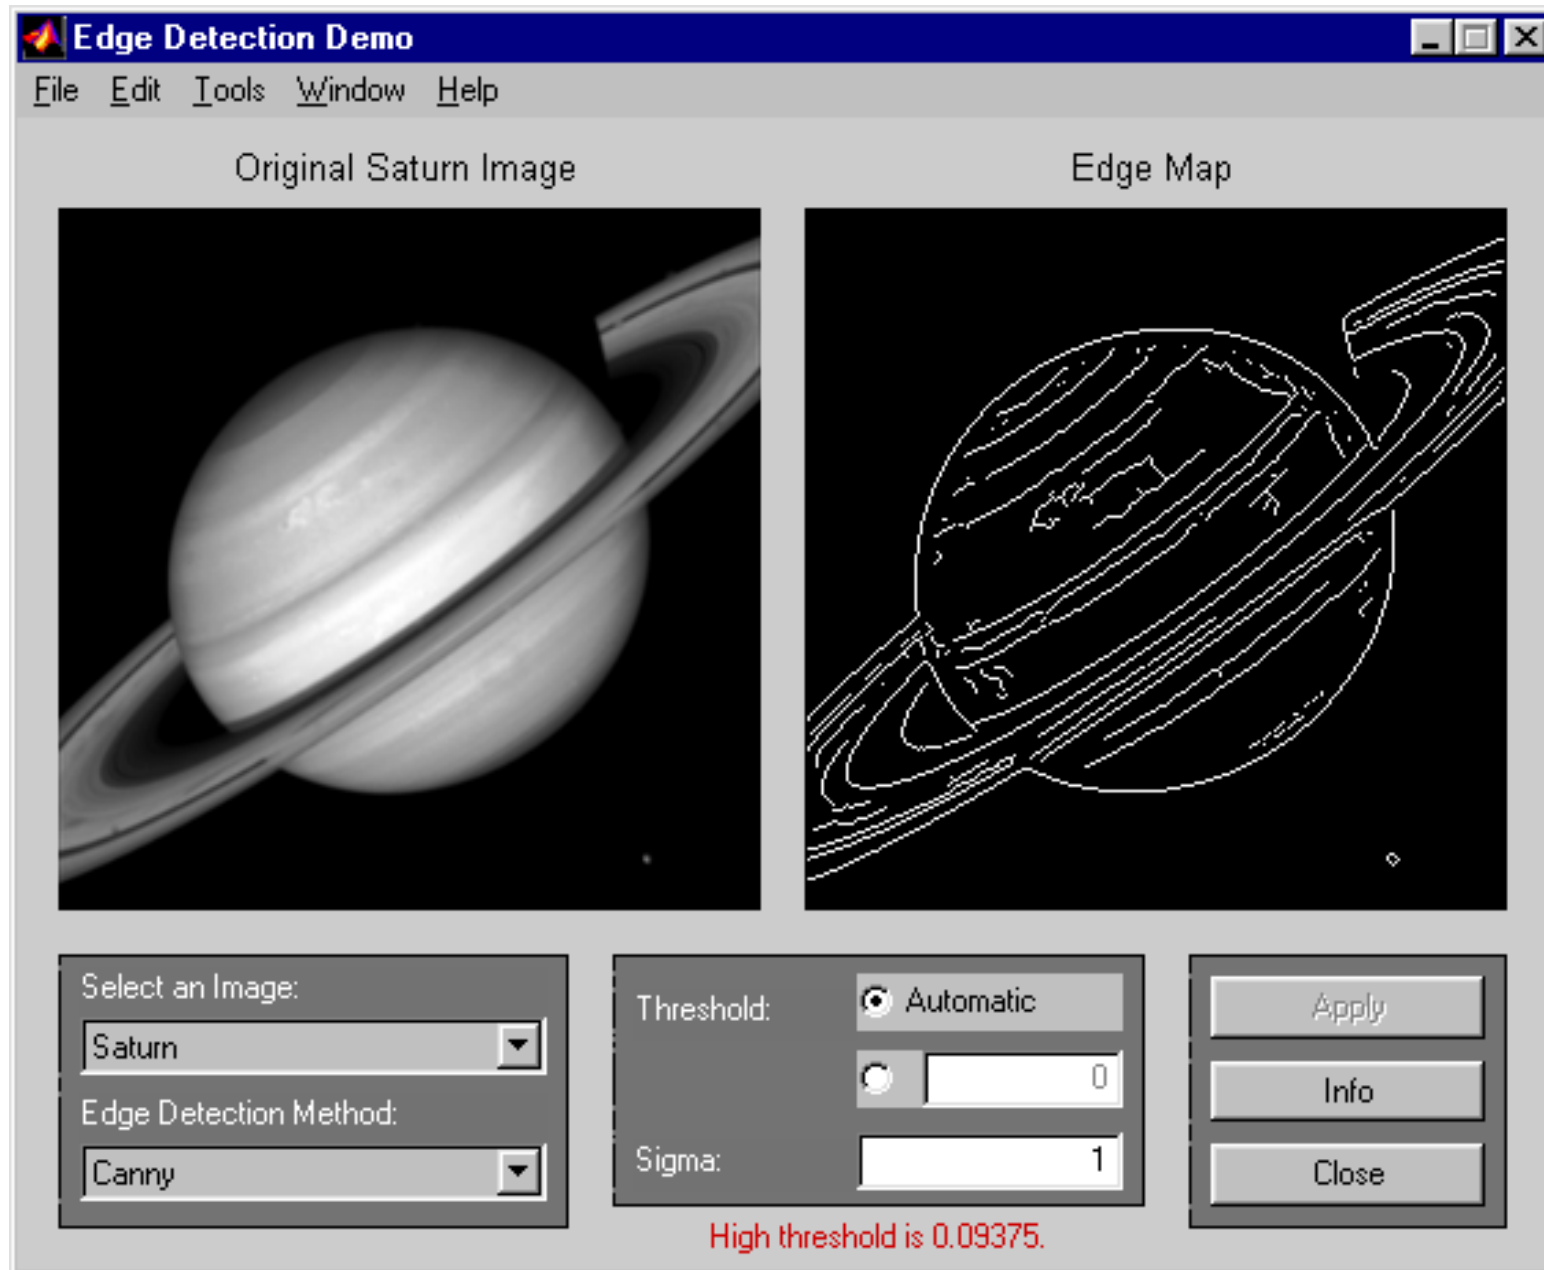 Edge Detection Demo
File Edit Tools Window Help
Original Saturn Image
Edge Map
Select an Image:
Saturn
Edge Detection Method:
Canny
Threshold:
Automatic
0
Sigma:
1
High threshold is 0.09375.
Apply
Info
Close